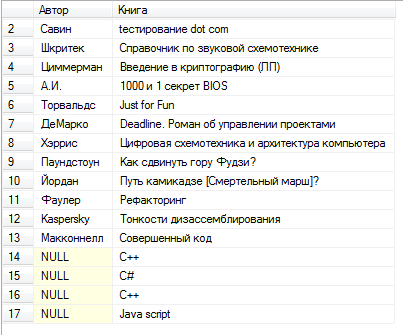 Автор Книга
2 Савин тестирование dot com
3 Шкритек Справочник по звуковой схемотехнике
4 Циммерман Введение в криптографию (ПП)
5 А.И. 1000 и 1 секрет BIOS
6 Торвальдс Just for Fun
7 ДеМарко Deadline. Роман об управлении проектами
8 Хэррис Цифровая схемотехника и архитектура компьютера
9 Паундстоун Как сдвинуть гору Фудзи?
10 Йордан Путь камикадзе [Смертельный марш]?
11 Фаулер Рефакторинг
12 Kaspersky Тонкости дизассемблирования
13 Макконнелл Совершенный код
14 NULL C++
15 NULL C#
16 NULL C++
17 NULL Java script